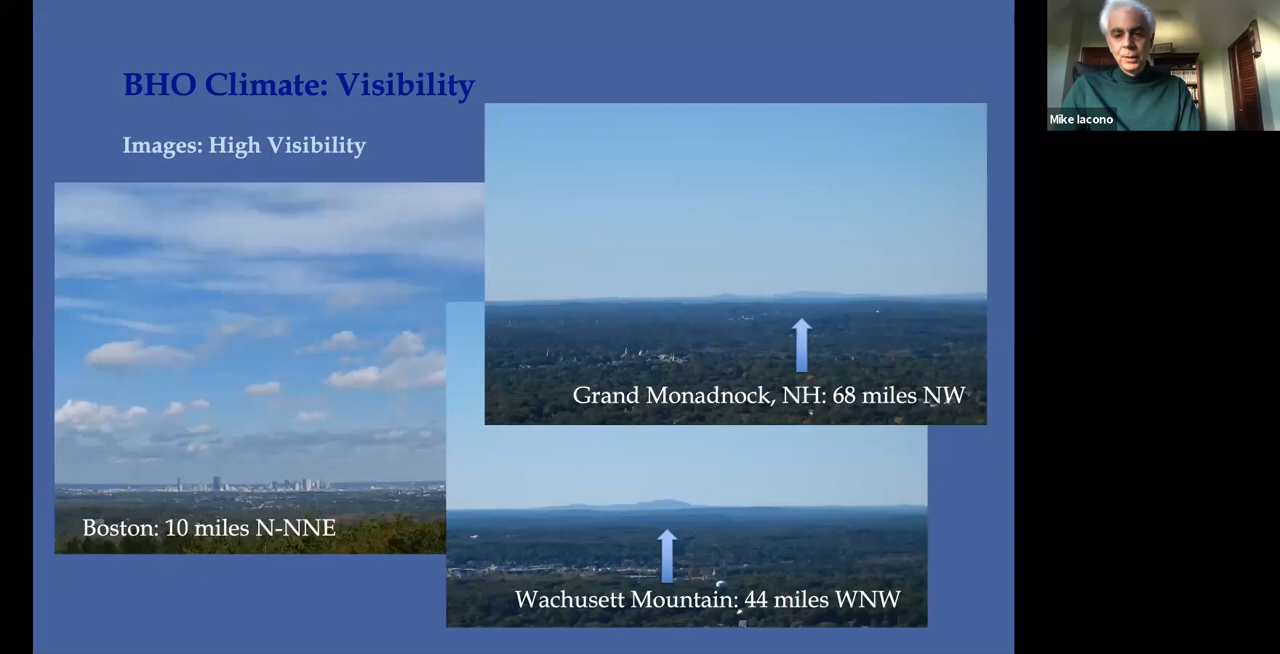 BHO Climate: Visibility
Images: High Visibility
Boston: 10 miles N-NNE
Grand Monadnock, NH: 68 miles NW
Wachusett Mountain: 44 miles WNW
Mike Iacono